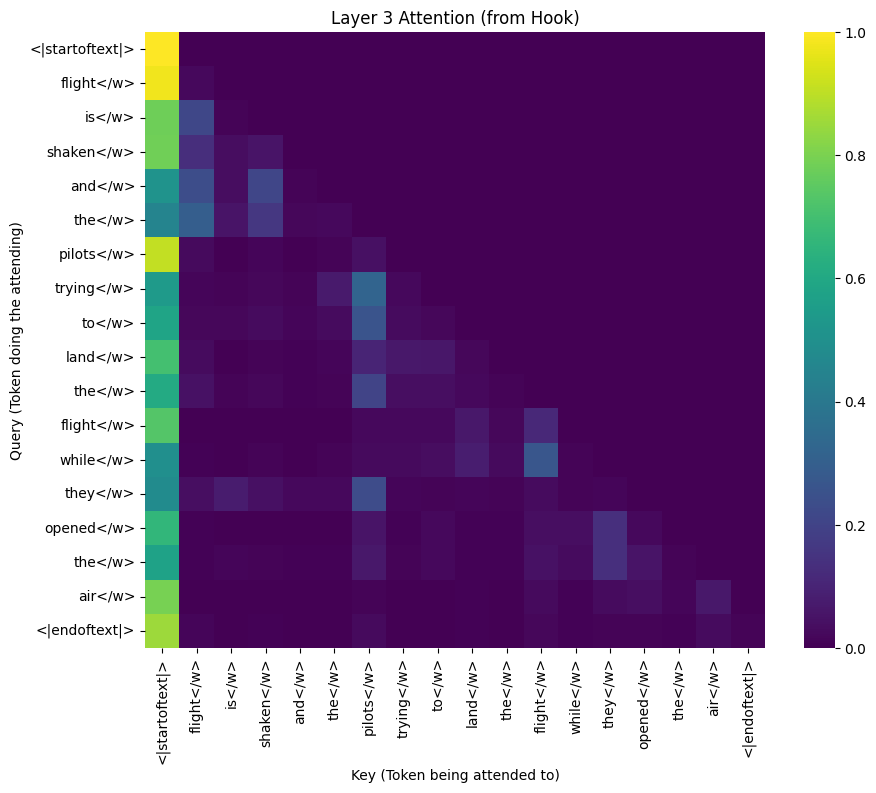 Layer 3 Attention (from Hook)
Query (Token doing the attending)
<|startoftext|>
flight</w>
is</w>
shaken</w>
and</w>
the</w>
pilots</w>
trying</w>
to</w>
land</w>
the</w>
flight</w>
while</w>
they</w>
opened</w>
the</w>
air</w>
<|endoftext|>
<|startoftext|>
flight</w>
is</w>
shaken</w>
and</w>
the</w>
pilots</w>
trying</w>
to</w>
land</w>
the</w>
flight</w>
while</w>
they</w>
opened</w>
the</w>
air</w>
<|endoftext|>
Key (Token being attended to)
1.0
0.8
0.6
0.4
0.2
0.0